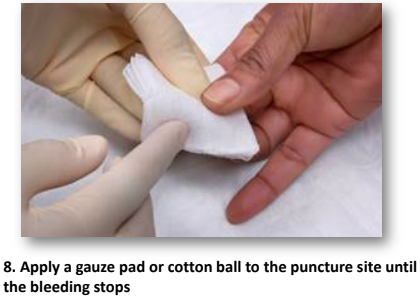 8. Apply a gauze pad or cotton ball to the puncture site until
the bleeding stops